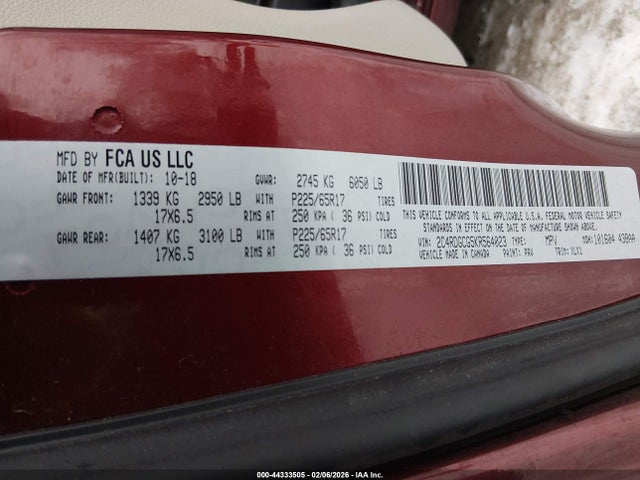 MFD BY FCA US LLC
DATE OF MFR(BUILT): 10-18 GVWR: 2745 KG 6050 LB
GAWR FRONT: 1339 KG 2950 LB P225/65R17 TIRES
17X6.5 RIMS AT 250 KPA ( 36 PSI) COLD
GAWR REAR: 1407 KG 3100 LB P225/65R17 TIRES
17X6.5 RIMS AT 250 KPA ( 36 PSI) COLD
THIS VEHICLE CONFORMS TO ALL APPLICABLE U.S.A. FEDERAL MOTOR VEHICLE SAFETY
STANDARDS IN EFFECT ON THE DATE OF MANUFACTURE SHOWN ABOVE.
VIN: 2C4RDGCG5KR564023 TYPE: MPV MDH: 101604 430AA
VEHICLE MADE IN CANADA PAINT: PRV TRIM:
000-44333505 - 02/06/2026 - IAA Inc.